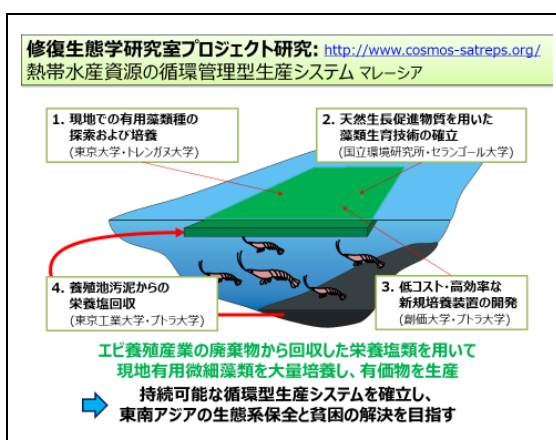 修復生態学研究室プロジェクト研究: http://www.cosmos-satreps.org/
熱帯水産資源の循環管理型生産システム マレーシア
1. 現地での有用藻類種の
探索および培養
(東京大学・トレンガヌ大学)
2. 天然生長促進物質を用いた
藻類生育技術の確立
(国立環境研究所・セランゴール大学)
4. 養殖池汚泥からの
栄養塩回収
(東京工業大学・プトラ大学)
3. 低コスト・高効率な
新規培養装置の開発
(創価大学・プトラ大学)
エビ養殖産業の廃棄物から回収した栄養塩類を用いて
現地有用微細藻類を大量培養し、有価物を生産
持続可能な循環型生産システムを確立し、
東南アジアの生態系保全と貧困の解決を目指す